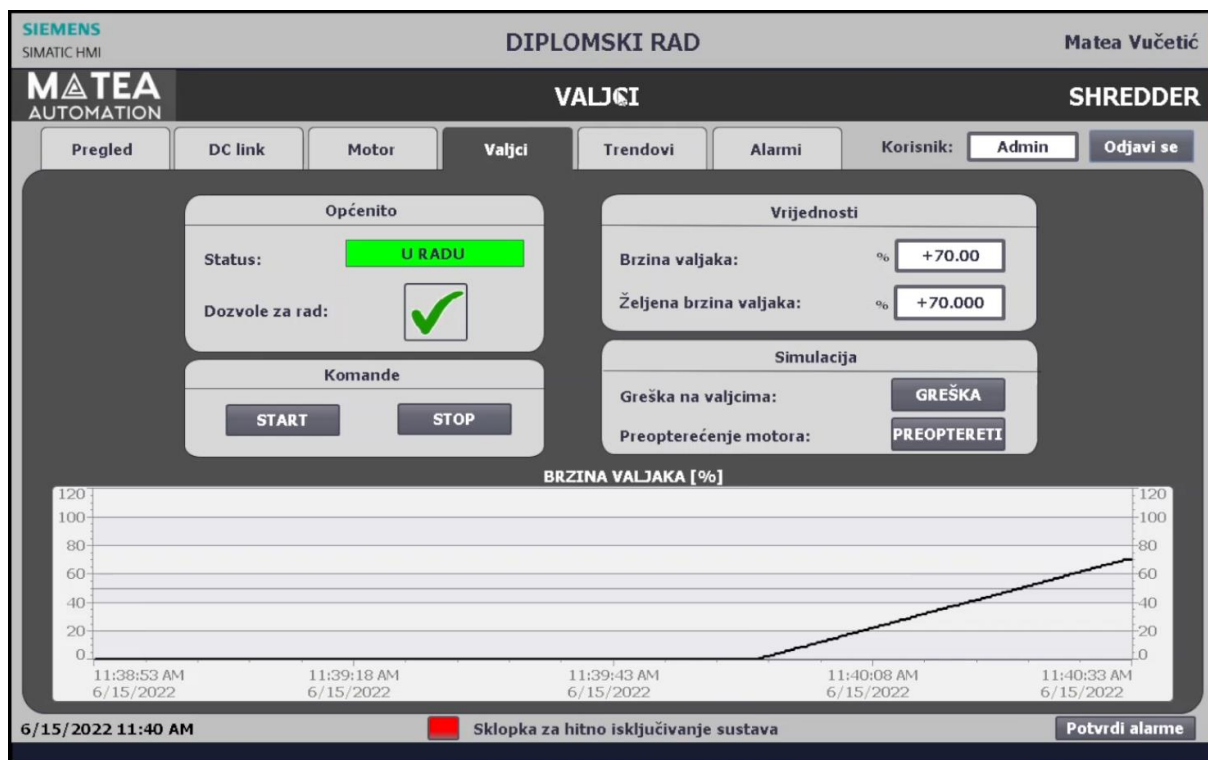 SIEMENS
SIMATIC HMI
DIPLOMSKI RAD
Matea Vučetić
MATEA
AUTOMATION
VALJCI
SHREDDER
Pregled
DC link
Motor
Valjci
Trendovi
Alarmi
Korisnik:
Admin
Odjavi se
Općenito
Status:
U RADU
Dozvole za rad:
Komande
START
STOP
Vrijednosti
Brzina valjaka:
% +70.00
Željena brzina valjaka:
% +70.000
Simulacija
Greška na valjcima:
GREŠKA
Preopterećenje motora:
PREOPTERETI
BRZINA VALJAKA [%]
120
100
80
60
40
20
0
120
100
80
60
40
20
0
11:38:53 AM
6/15/2022
11:39:18 AM
6/15/2022
11:39:43 AM
6/15/2022
11:40:08 AM
6/15/2022
11:40:33 AM
6/15/2022
6/15/2022 11:40 AM
Sklopka za hitno isključivanje sustava
Potvrdi alarme